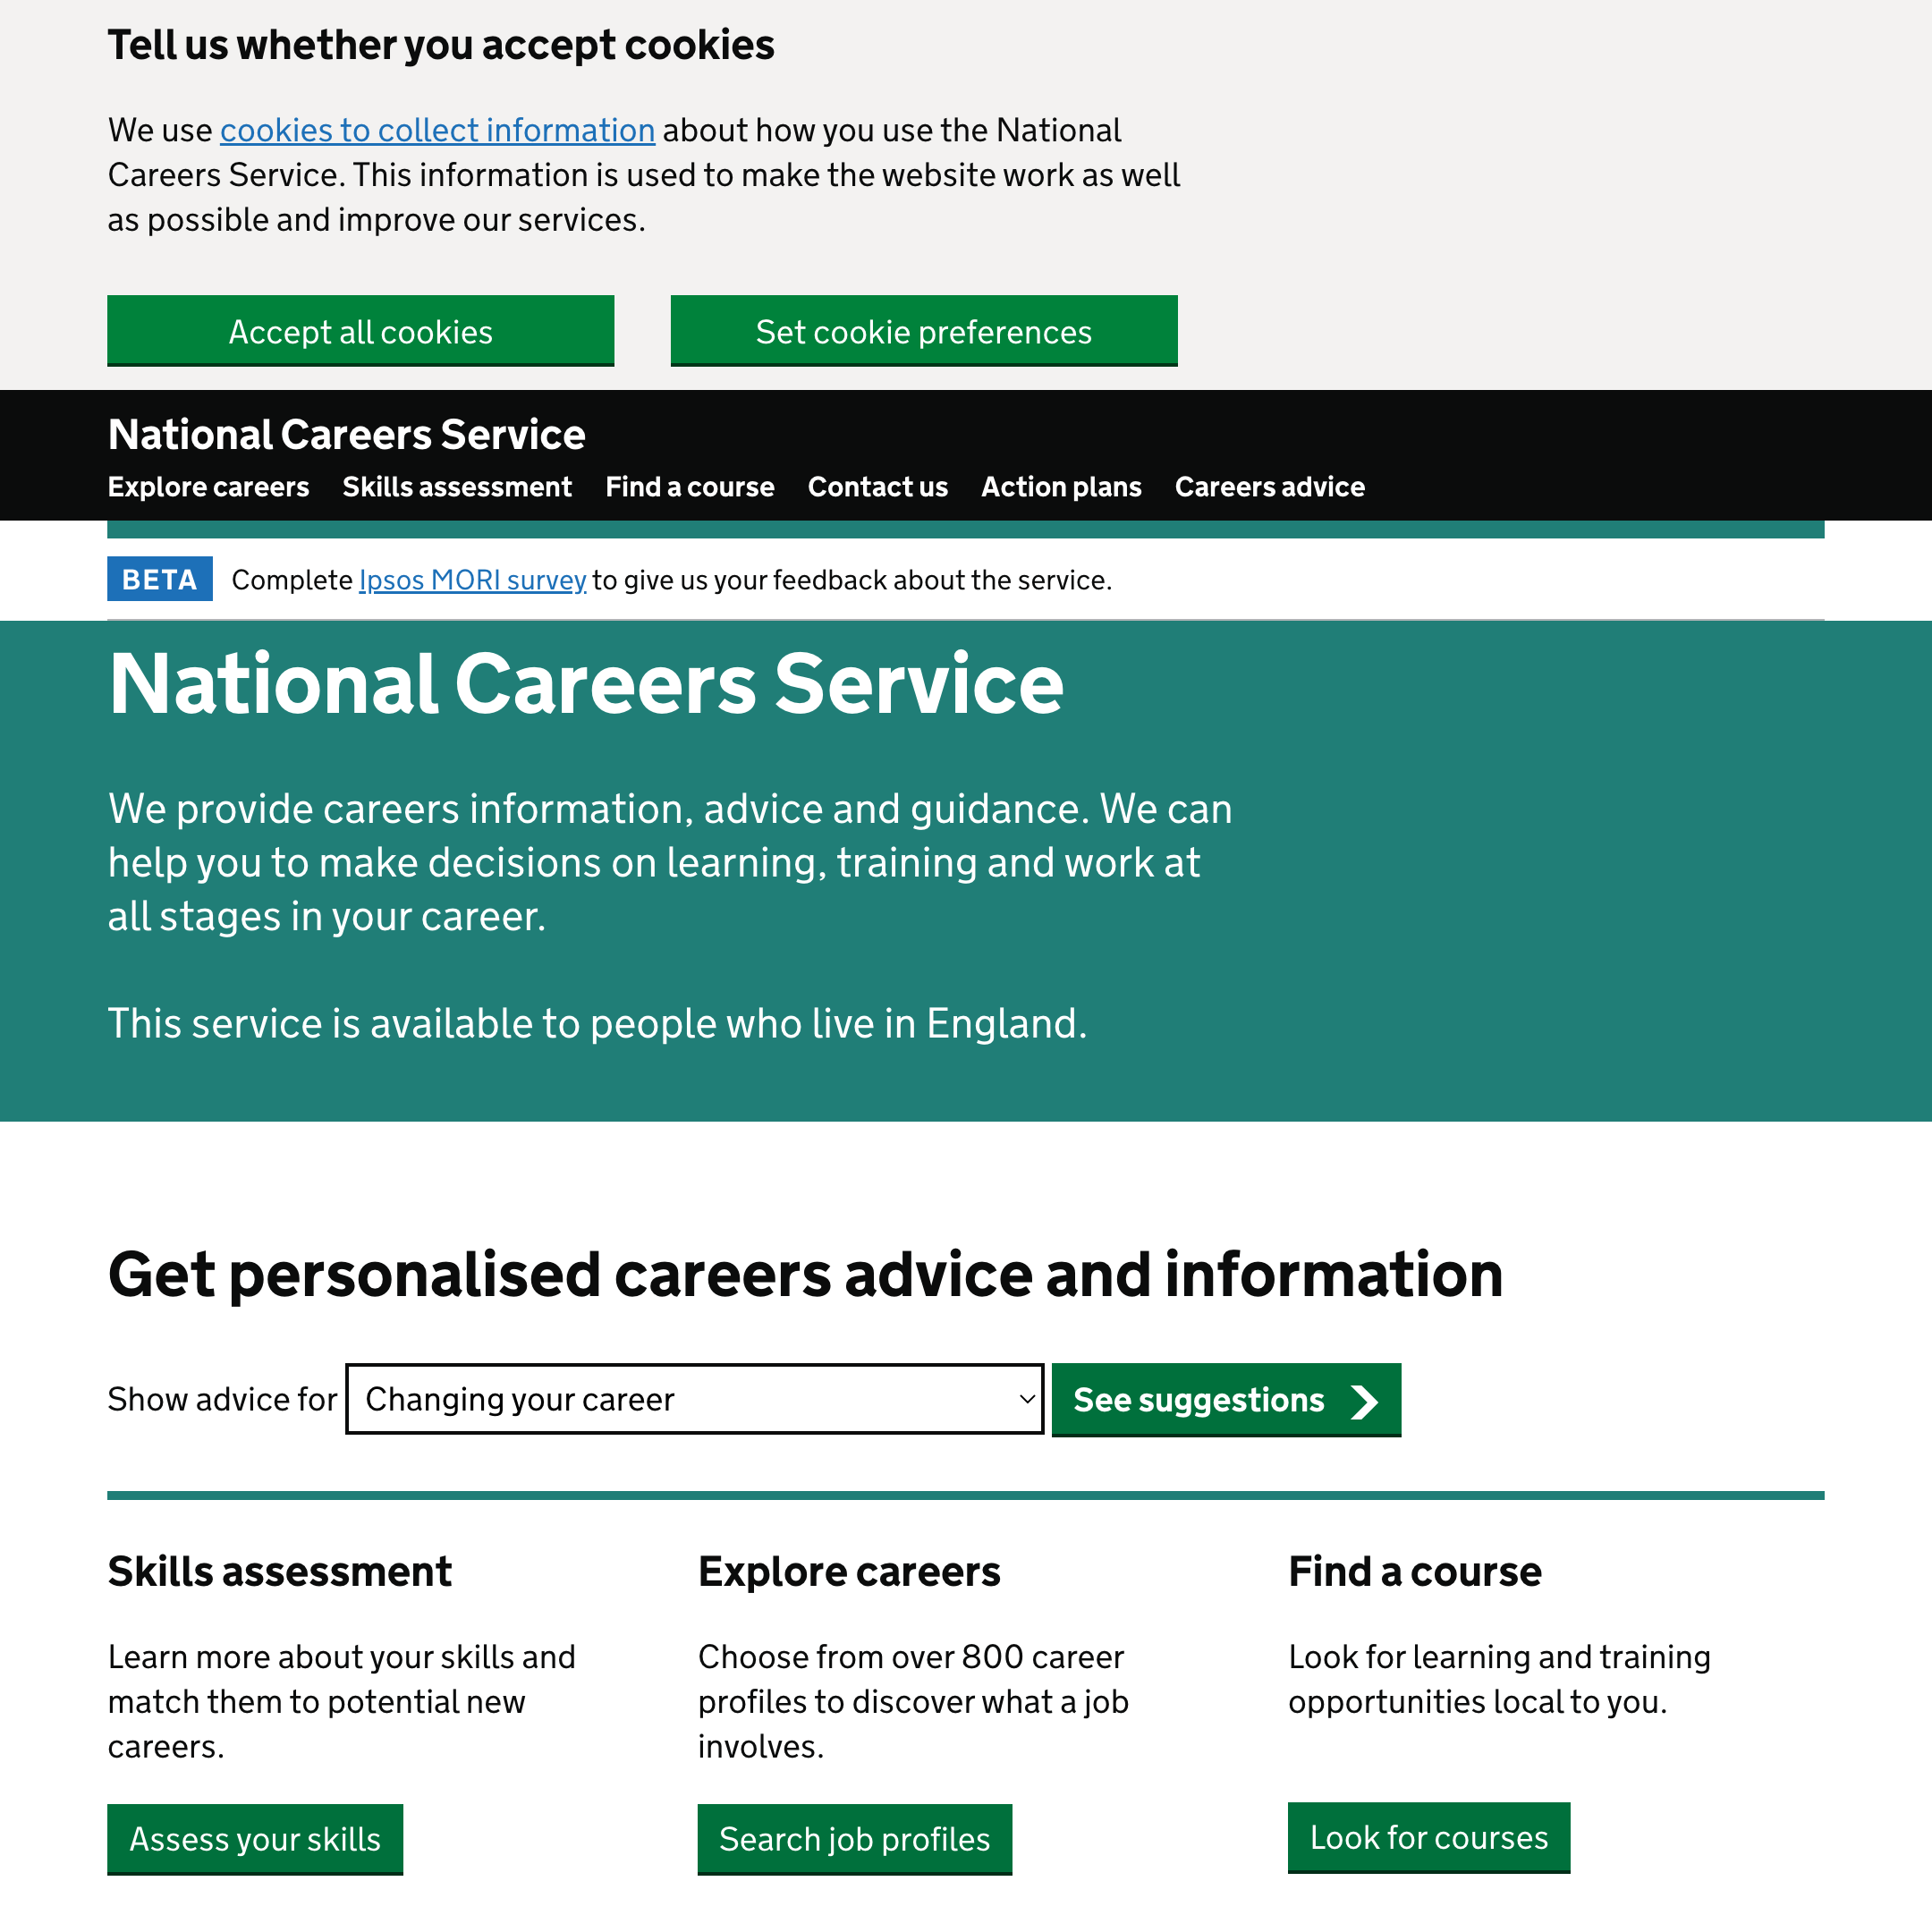 Tell us whether you accept cookies
We use cookies to collect information about how you use the National
Careers Service. This information is used to make the website work as well
as possible and improve our services.
Accept all cookies
Set cookie preferences
National Careers Service
Explore careers
Skills assessment
Find a course
Contact us
Action plans
Careers advice
BETA
Complete Ipsos MORI survey to give us your feedback about the service.
National Careers Service
We provide careers information, advice and guidance. We can
help you to make decisions on learning, training and work at
all stages in your career.
This service is available to people who live in England.
Get personalised careers advice and information
Show advice for
Changing your career
See suggestions
Skills assessment
Learn more about your skills and
match them to potential new
careers.
Assess your skills
Explore careers
Choose from over 800 career
profiles to discover what a job
involves.
Search job profiles
Find a course
Look for learning and training
opportunities local to you.
Look for courses